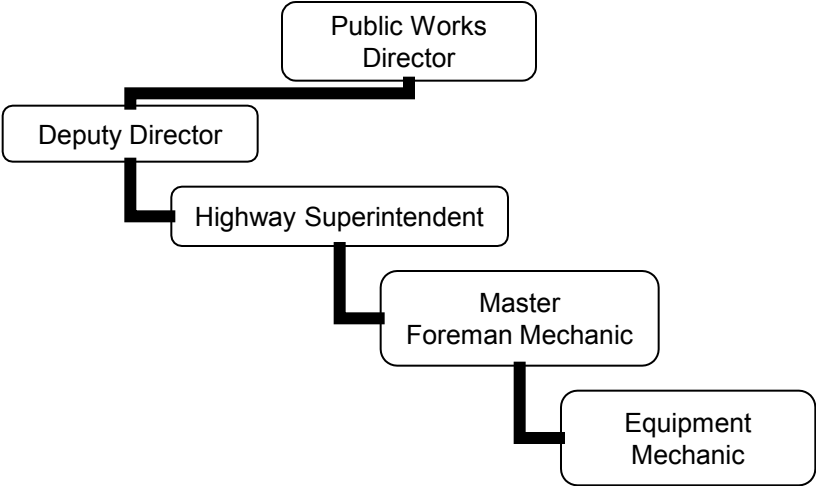 Public Works
Director
Deputy Director
Highway Superintendent
Master
Foreman Mechanic
Equipment
Mechanic